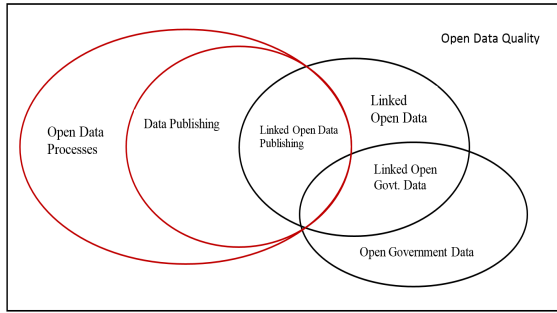 Open Data Quality
Open Data
Processes
Data Publishing
Linked Open Data
Publishing
Linked
Open Data
Linked Open
Govt. Data
Open Government Data